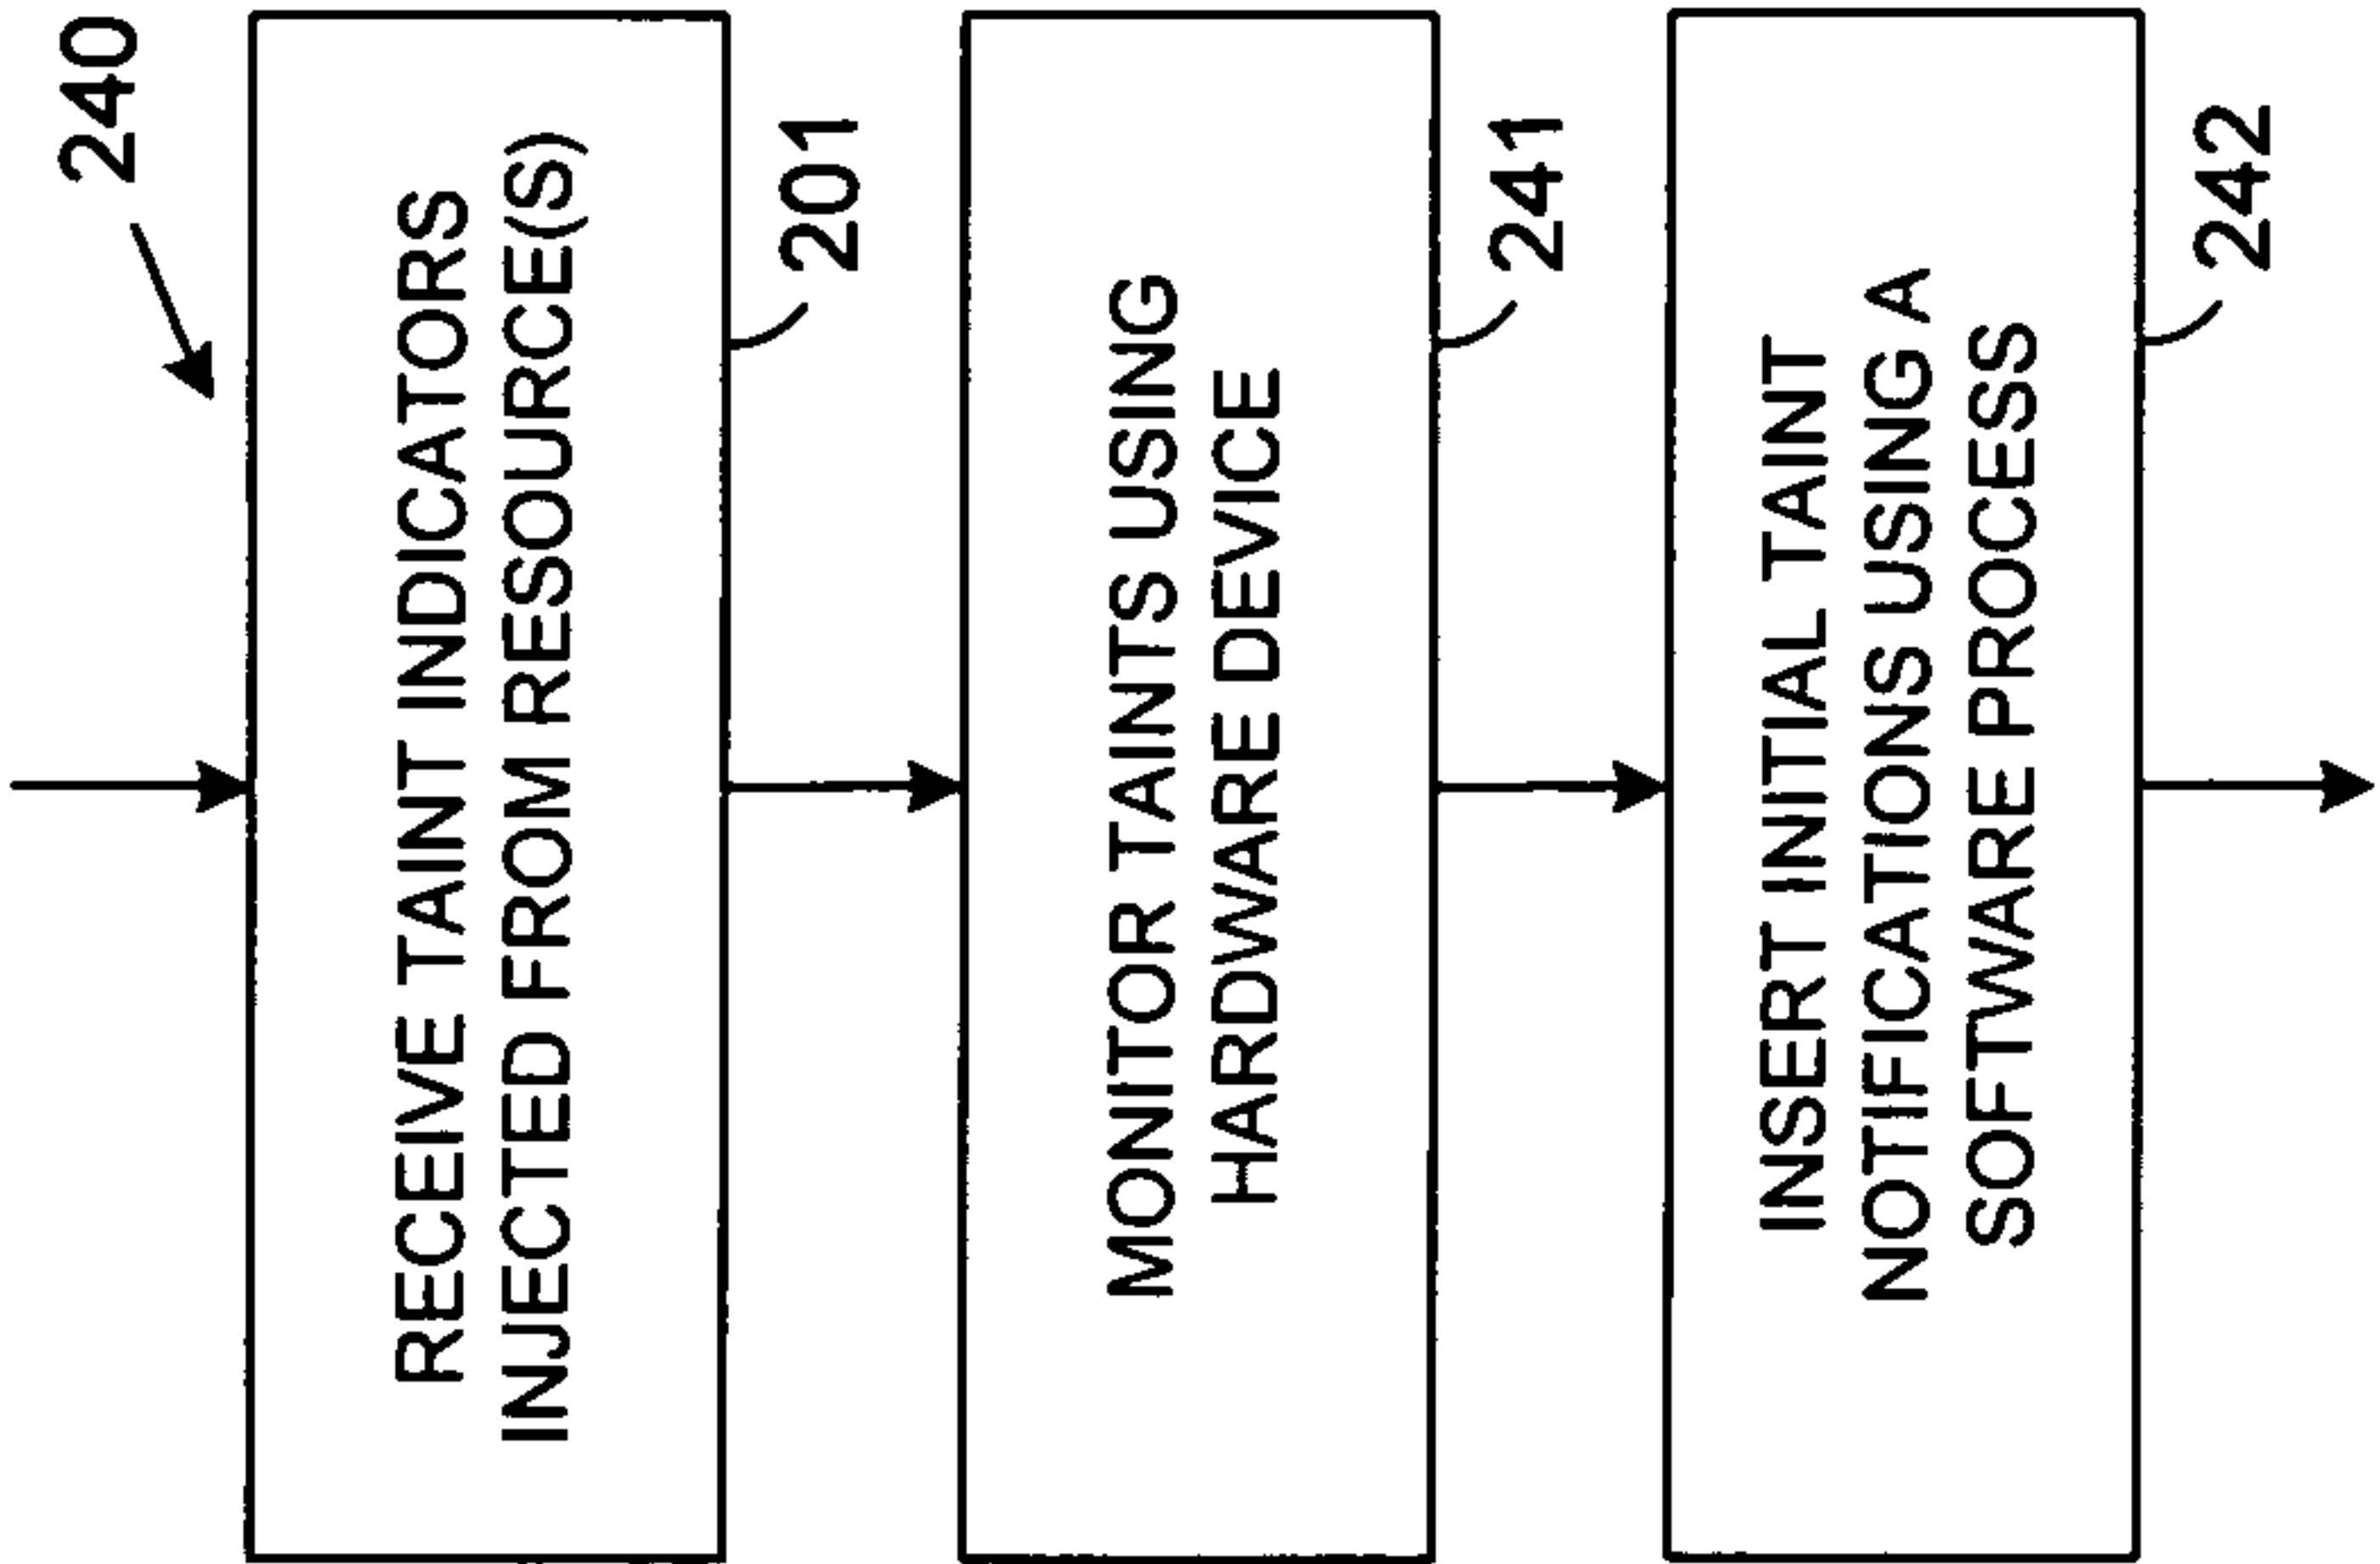 240
RECEIVE TAINT INDICATORS
INJECTED FROM RESOURCE(S)
201
MONITOR TAINTS USING
HARDWARE DEVICE
241
INSERT INITIAL TAINT
NOTIFICATIONS USING A
SOFTWARE PROCESS
242